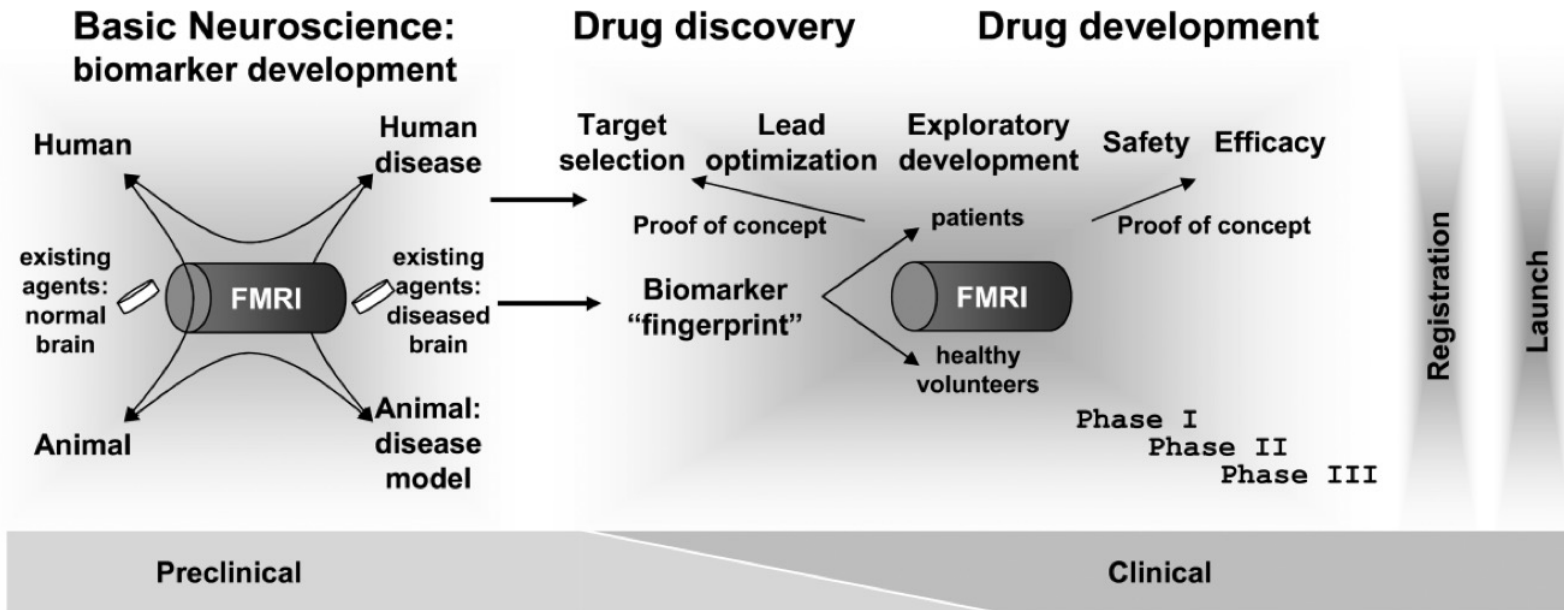 Basic Neuroscience:
biomarker development
Drug discovery
Drug development
Human
Human
disease
existing
agents:
normal
brain
FMRI
existing
agents:
diseased
brain
Animal
Animal:
disease
model
Target
selection
Lead
optimization
Exploratory
development
Safety
Efficacy
Proof of concept
patients
Proof of concept
Biomarker
“fingerprint”
FMRI
healthy
volunteers
Phase I
Phase II
Phase III
Registration
Launch
Preclinical
Clinical